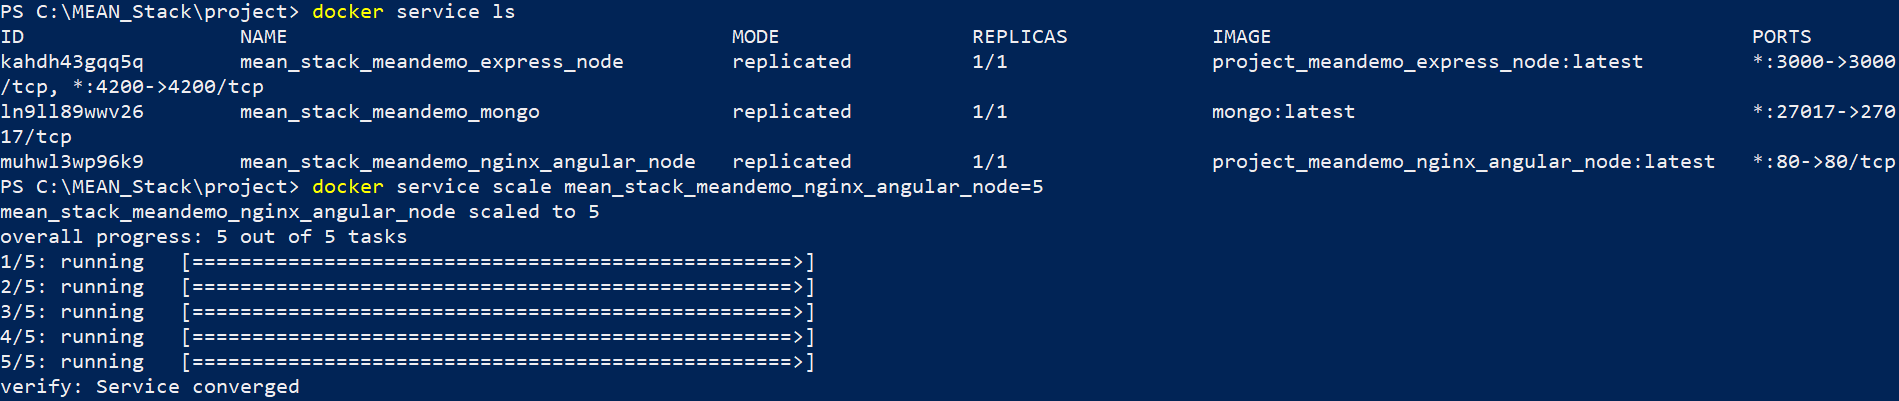 PS C:\MEAN_Stack\project> docker service ls
ID                  NAME                                     MODE                REPLICAS            IMAGE                                        PORTS
kahdh43gqq5q        mean_stack_meandemo_express_node         replicated          1/1                 project_meandemo_express_node:latest         *:3000->3000
/tcp, *:4200->4200/tcp
ln9ll89wwv26        mean_stack_meandemo_mongo                replicated          1/1                 mongo:latest                                 *:27017->270
17/tcp
muhwl3wp96k9        mean_stack_meandemo_nginx_angular_node   replicated          1/1                 project_meandemo_nginx_angular_node:latest   *:80->80/tcp
PS C:\MEAN_Stack\project> docker service scale mean_stack_meandemo_nginx_angular_node=5
mean_stack_meandemo_nginx_angular_node scaled to 5
overall progress: 5 out of 5 tasks
1/5: running   [==================================================>]
2/5: running   [==================================================>]
3/5: running   [==================================================>]
4/5: running   [==================================================>]
5/5: running   [==================================================>]
verify: Service converged